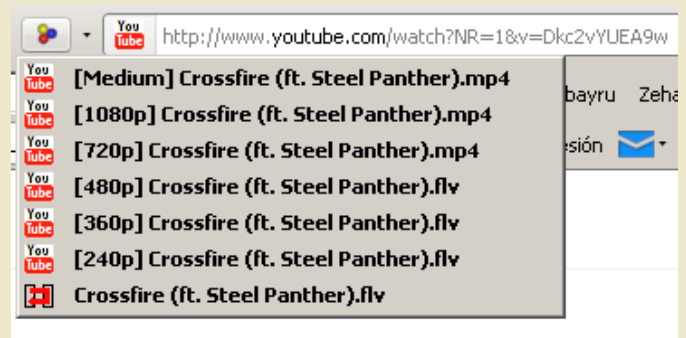 You Tube http://www.youtube.com/watch?NR=1&v=Dkc2vYUEA9w
You Tube [Medium] Crossfire (ft. Steel Panther).mp4
You Tube [1080p] Crossfire (ft. Steel Panther).mp4
bayru Zeha
You Tube [720p] Crossfire (ft. Steel Panther).mp4
esión
You Tube [480p] Crossfire (ft. Steel Panther).flv
You Tube [360p] Crossfire (ft. Steel Panther).flv
You Tube [240p] Crossfire (ft. Steel Panther).flv
Crossfire (ft. Steel Panther).flv